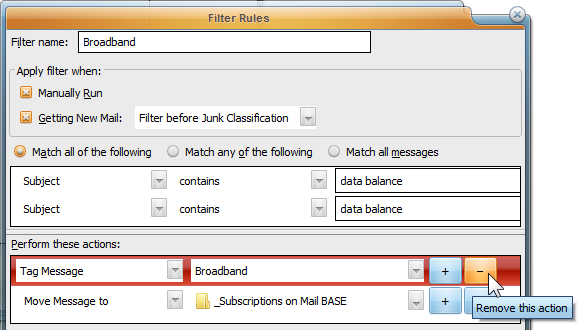 Filter Rules
Filter name: Broadband
Apply filter when:
Manually Run
Getting New Mail: Filter before Junk Classification
Match all of the following Match any of the following Match all messages
Subject contains data balance
Subject contains data balance
Perform these actions:
Tag Message Broadband + -
Move Message to _Subscriptions on Mail BASE +
Remove this action